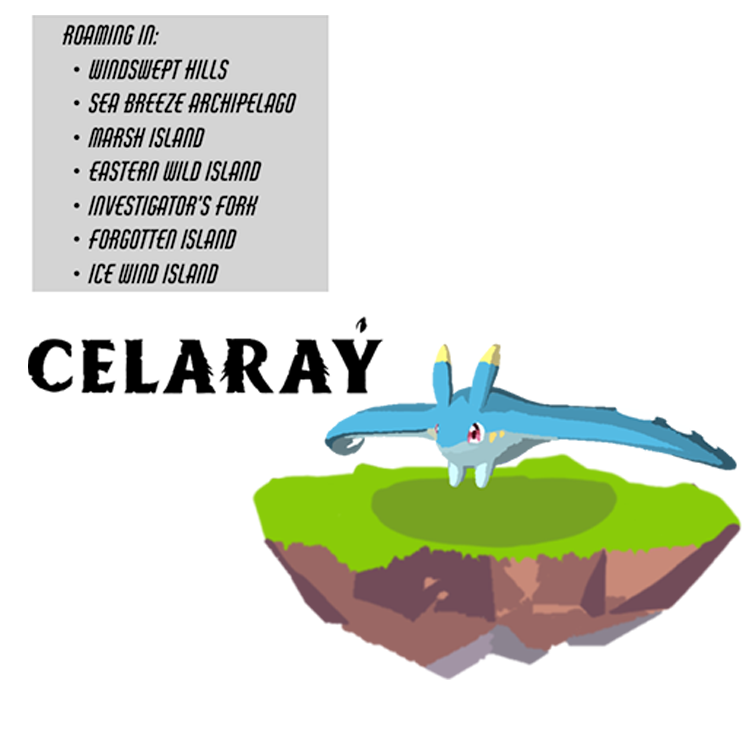 ROAMING IN:
• WINDSWEPT HILLS
• SEA BREEZE ARCHIPELAGO
• MARSH ISLAND
• EASTERN WILD ISLAND
• INVESTIGATOR'S FORK
• FORGOTTEN ISLAND
• ICE WIND ISLAND
CELARAY